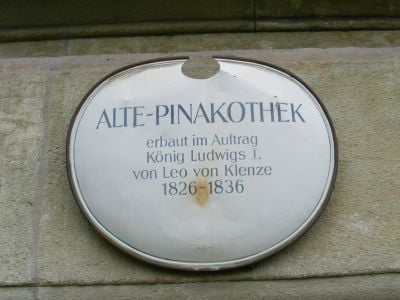 ALTE-PINAKOTHEK
erbaut im Auftrag
König Ludwigs I.
von Leo von Klenze
1826-1836